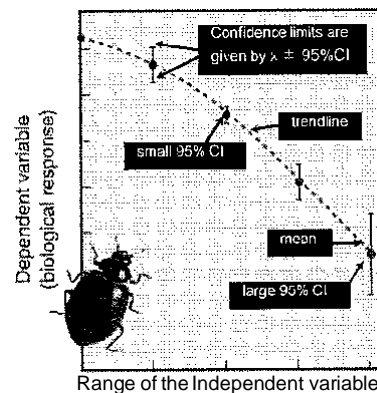 Confidence limits are
given by x ± 95%CI
trendline
small 95% CI
mean
large 95% CI
Dependent variable
(biological response)
Range of the Independent variable